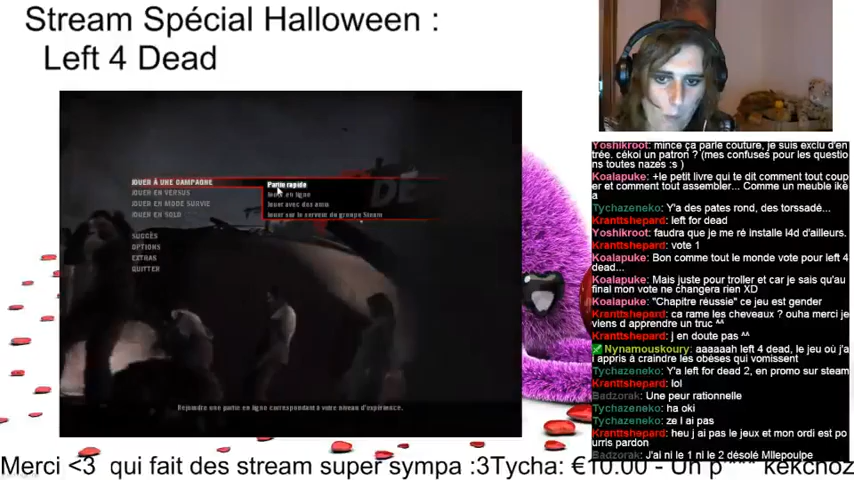 Stream Spécial Halloween :
Left 4 Dead
JOUER À UNE CAMPAGNE
JOUER EN VERSUS
JOUER EN MODE SURVIE
JOUER EN SOLO
SUCCÈS
OPTIONS
EXTRAS
QUITTER
Partie rapide
Jouer en ligne
Jouer avec des amis
Jouer sur le serveur du groupe Steam
DE
Rejoindre une partie en ligne correspondant à votre niveau d'expérience.
Yoshikroot: mince ça parle couture, je suis exclu d'en
trée. cékoi un patron ? (mes confuses pour les questio
ns toutes nazes :s )
Koalapuke: +le petit livre qui te dit comment tout coup
er et comment tout assembler... Comme un meuble ike
a
Tychazeneko: Y'a des pates rond, des torssadé...
Kranttshepard: left for dead
Yoshikroot: faudra que je me ré installe l4d d'ailleurs.
Kranttshepard: vote 1
Koalapuke: Bon comme tout le monde vote pour left 4
dead...
Koalapuke: Mais juste pour troller et car je sais qu'au
final mon vote ne changera rien XD
Koalapuke: "Chapitre réussie" ce jeu est gender
Kranttshepard: ca rame les cheveaux ? ouha merci je
viens d apprendre un truc ^^
Kranttshepard: j en doute pas ^^
Nynamouskoury: aaaaaah left 4 dead, le jeu où j'a
i appris à craindre les obèses qui vomissent
Tychazeneko: Y'a left for dead 2, en promo sur steam
Kranttshepard: lol
Badzorak: Une peur rationnelle
Tychazeneko: ha oki
Tychazeneko: ze l ai pas
Kranttshepard: heu j ai pas le jeux et mon ordi est po
urris pardon
Badzorak: J'ai ni le 1 ni le 2 désolé Mllepoulpe
Merci <3 qui fait des stream super sympa :3Tycha: €10.00 - Un p**** kekchoz